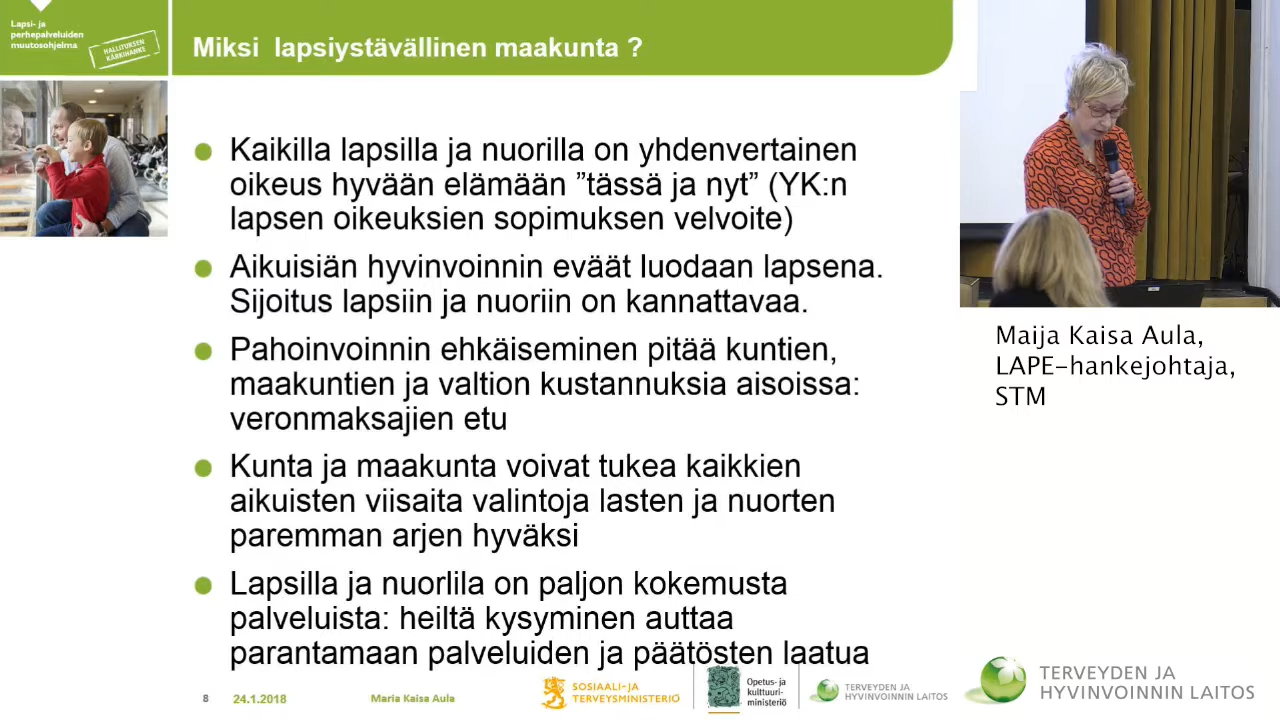 Lapsi- ja
perhepalveluiden
muutosohjelma
HALLITUKSEN
KÄRKIHANKE
Miksi lapsiystävällinen maakunta ?
Kaikilla lapsilla ja nuorilla on yhdenvertainen
oikeus hyvään elämään ”tässä ja nyt” (YK:n
lapsen oikeuksien sopimuksen velvoite)
Aikuisiän hyvinvoinnin eväät luodaan lapsena.
Sijoitus lapsiin ja nuoriin on kannattavaa.
Pahoinvoinnin ehkäiseminen pitää kuntien,
maakuntien ja valtion kustannuksia aisoissa:
veronmaksajien etu
Kunta ja maakunta voivat tukea kaikkien
aikuisten viisaita valintoja lasten ja nuorten
paremman arjen hyväksi
Lapsilla ja nuorlila on paljon kokemusta
palveluista: heiltä kysyminen auttaa
parantamaan palveluiden ja päätösten laatua
Maija Kaisa Aula,
LAPE-hankejohtaja,
STM
8 24.1.2018 Maria Kaisa Aula
SOSIAALI- JA
TERVEYSMINISTERIÖ
Opetus- ja
kulttuuri-
ministeriö
TERVEYDEN JA
HYVINVOINNIN LAITOS
TERVEYDEN JA
HYVINVOINNIN LAITOS